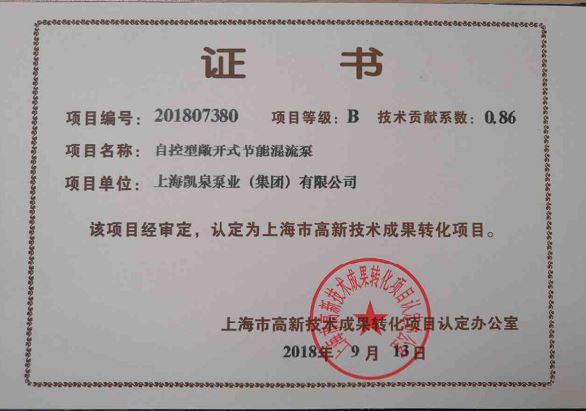 证 书
项目编号：201807380 项目等级：B 技术贡献系数：0.86
项目名称：自控型敞开式节能混流泵
项目单位：上海凯泉泵业（集团）有限公司
该项目经审定，认定为上海市高新技术成果转化项目。
上海市高新技术成果转化项目认定办公室
2018年 9 月 13日